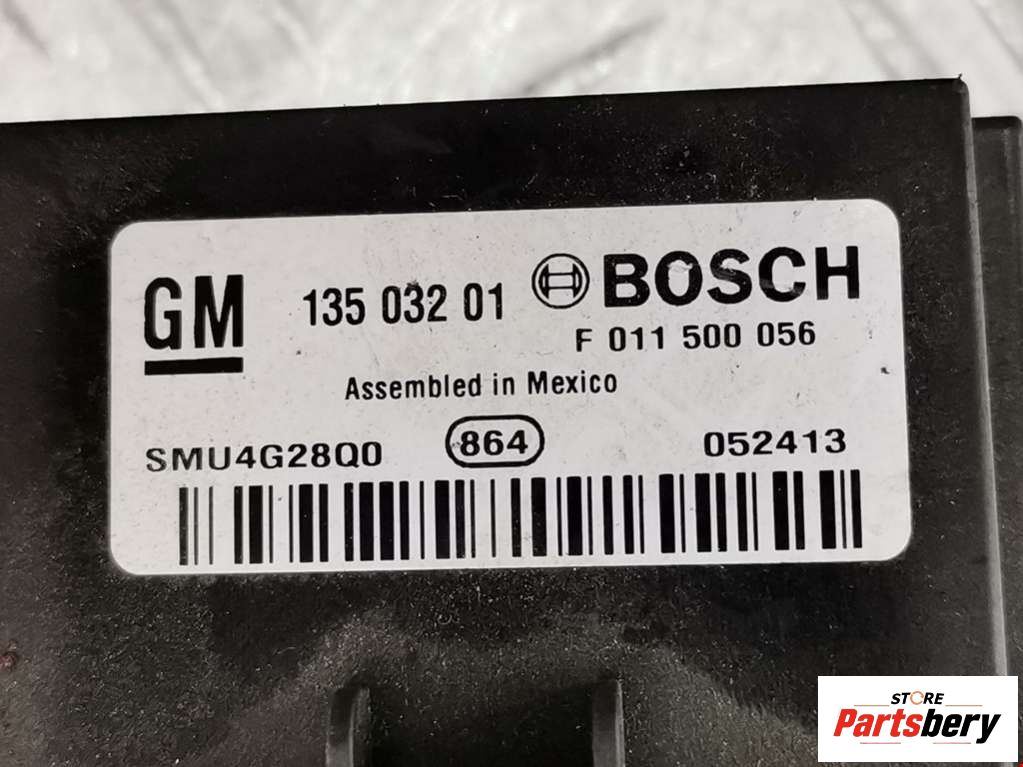 GM 135 032 01 BOSCH
F 011 500 056
Assembled in Mexico
SMU4G28Q0 864 052413
STORE
Partsbery